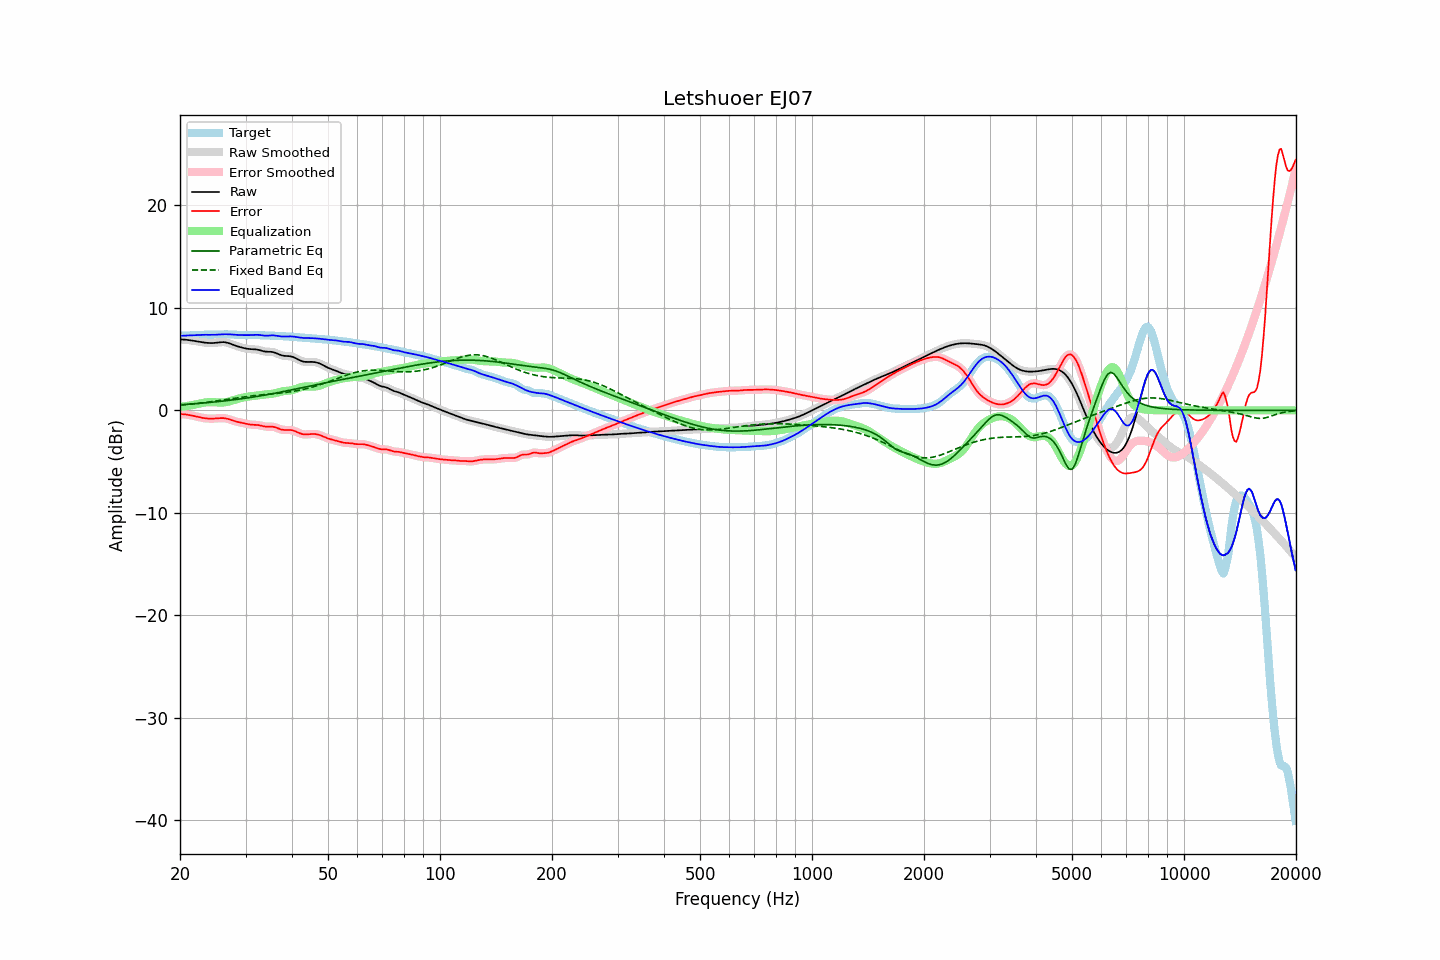 Letshuoer EJ07
Target
Raw Smoothed
Error Smoothed
Raw
Error
Equalization
Parametric Eq
Fixed Band Eq
Equalized
20
10
0
−10
−20
−30
−40
Amplitude (dBr)
20
50
100
200
500
1000
2000
5000
10000
20000
Frequency (Hz)